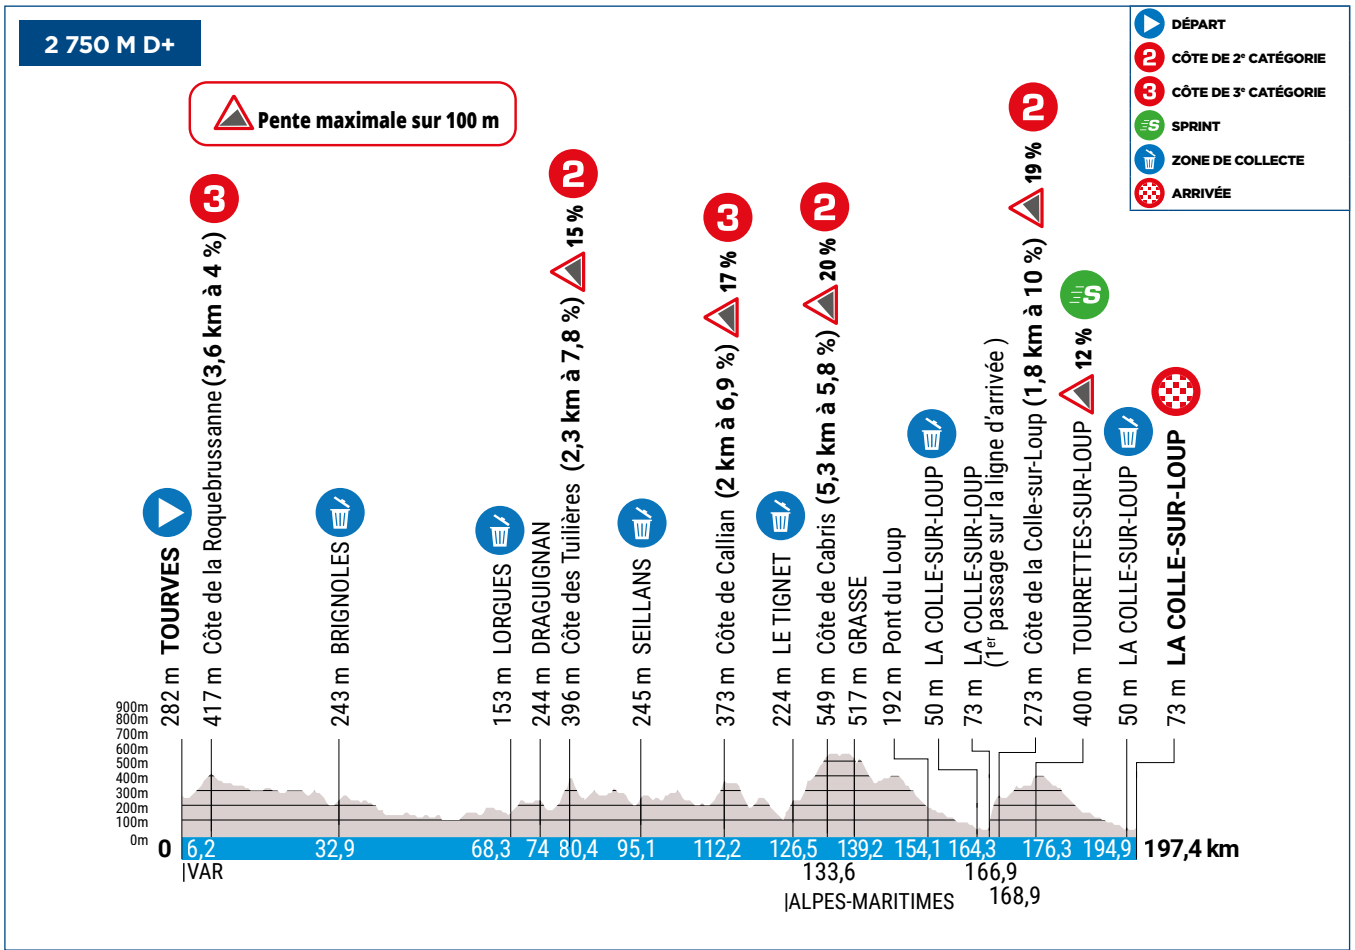 2 750 M D+
Pente maximale sur 100 m
DÉPART
2 CÔTE DE 2e CATÉGORIE
3 CÔTE DE 3e CATÉGORIE
S SPRINT
ZONE DE COLLECTE
ARRIVÉE
282 m TOURVES
417 m Côte de la Roquebrussanne (3,6 km à 4 %) 3
243 m BRIGNOLES
153 m LORGUES
244 m DRAGUIGNAN
396 m Côte des Tuilières (2,3 km à 7,8 %) 15 % 2
245 m SEILLANS
373 m Côte de Callian (2 km à 6,9 %) 17 % 3
224 m LE TIGNET
549 m Côte de Cabris (5,3 km à 5,8 %) 20 % 2
517 m GRASSE
192 m Pont du Loup
50 m LA COLLE-SUR-LOUP
73 m LA COLLE-SUR-LOUP
(1er passage sur la ligne d'arrivée )
273 m Côte de la Colle-sur-Loup (1,8 km à 10 %) 19 % 2
400 m TOURRETTES-SUR-LOUP 12 % S
50 m LA COLLE-SUR-LOUP
73 m LA COLLE-SUR-LOUP
900m
800m
700m
600m
500m
400m
300m
200m
100m
0m
0 6,2 32,9 68,3 74 80,4 95,1 112,2 126,5 139,2 154,1 164,3 176,3 194,9 197,4 km
133,6 166,9
168,9
|VAR
|ALPES-MARITIMES